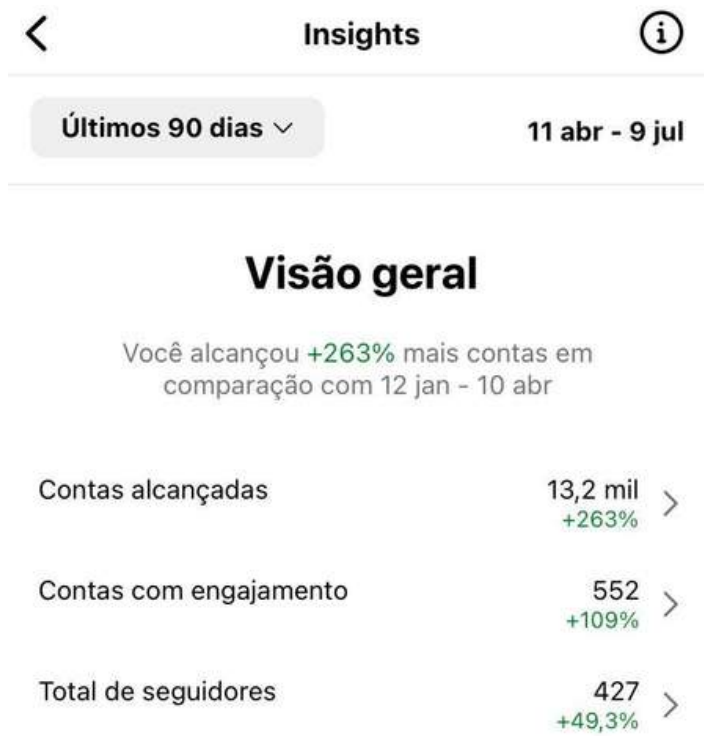 Insights
Últimos 90 dias
11 abr - 9 jul
Visão geral
Você alcançou +263% mais contas em
comparação com 12 jan - 10 abr
Contas alcançadas
13,2 mil
+263%
Contas com engajamento
552
+109%
Total de seguidores
427
+49,3%